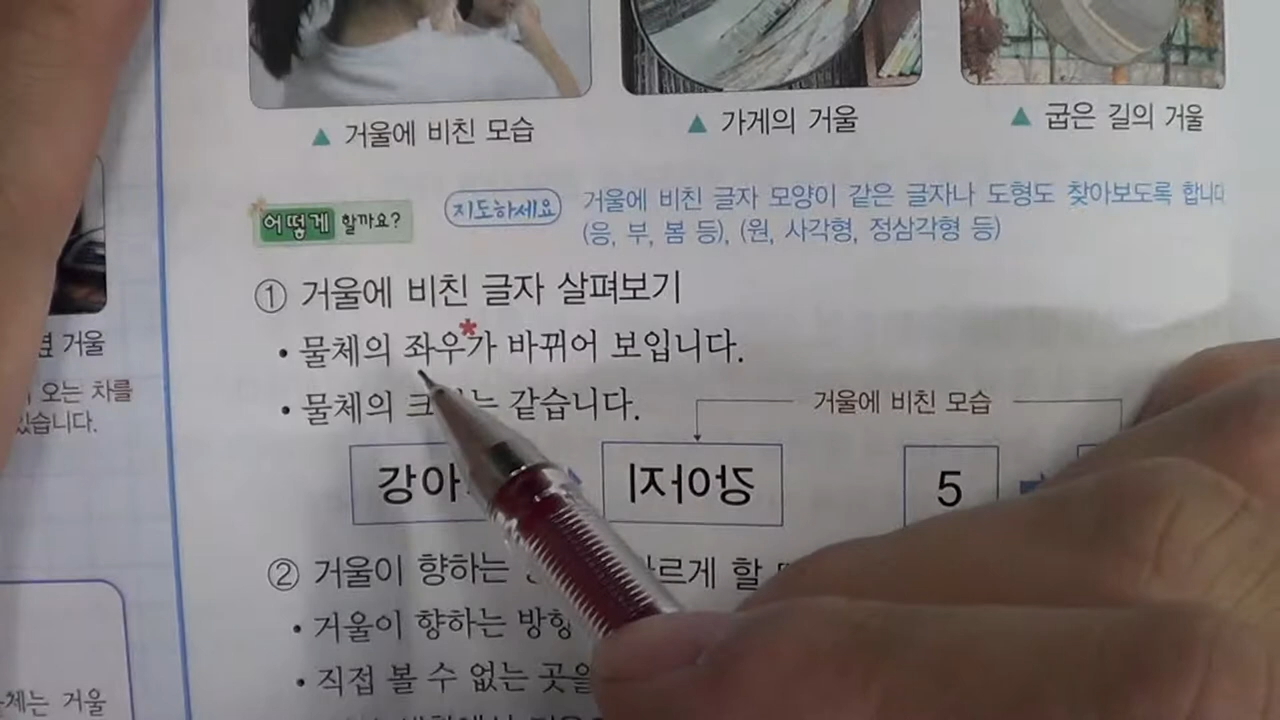 ▲ 거울에 비친 모습
▲ 가게의 거울
▲ 굽은 길의 거울
어떻게 할까요?
지도하세요
거울에 비친 글자 모양이 같은 글자나 도형도 찾아보도록 합니다
(응, 부, 봄 등), (원, 사각형, 정삼각형 등)
① 거울에 비친 글자 살펴보기
• 물체의 좌우*가 바뀌어 보입니다.
• 물체의 같습니다.
거울에 비친 모습
강아
강아지
5
② 거울이 향하는 다르게 할
• 거울이 향하는
• 직접 볼 수 없는 곳을
거울
오는 차를
있습니다.
거울